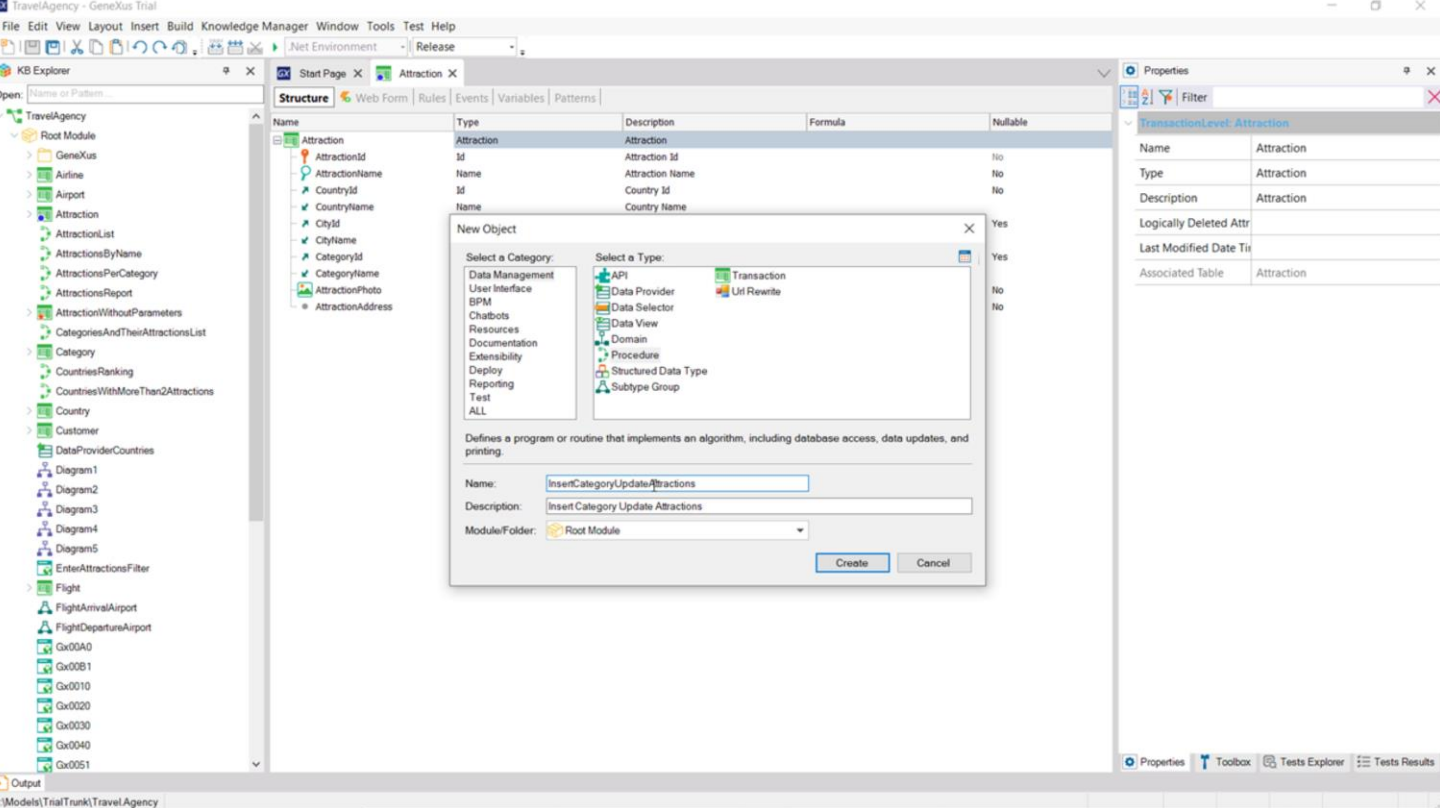 TravelAgency - GeneXus Trial
File Edit View Layout Insert Build Knowledge Manager Window Tools Test Help
.Net Environment Release
KB Explorer
Open: Name or Pattern...
TravelAgency
Root Module
GeneXus
Airline
Airport
Attraction
AttractionList
AttractionsByName
AttractionsPerCategory
AttractionsReport
AttractionWithoutParameters
CategoriesAndTheirAttractionsList
Category
CountriesRanking
CountriesWithMoreThan2Attractions
Country
Customer
DataProviderCountries
Diagram1
Diagram2
Diagram3
Diagram4
Diagram5
EnterAttractionsFilter
Flight
FlightArrivalAirport
FlightDepartureAirport
Gx00A0
Gx00B1
Gx0010
Gx0020
Gx0030
Gx0040
Gx0051
Start Page Attraction
Structure Web Form Rules Events Variables Patterns
Name Type Description Formula Nullable
Attraction Attraction Attraction
AttractionId Id Attraction Id No
AttractionName Name Attraction Name No
CountryId Id Country Id No
CountryName Name Country Name
CityId Yes
CityName
CategoryId Yes
CategoryName
AttractionPhoto No
AttractionAddress No
New Object
Select a Category: Select a Type:
Data Management
User Interface
BPM
Chatbots
Resources
Documentation
Extensibility
Deploy
Reporting
Test
ALL
API
Data Provider
Data Selector
Data View
Domain
Procedure
Structured Data Type
Subtype Group
Transaction
Url Rewrite
Defines a program or routine that implements an algorithm, including database access, data updates, and
printing.
Name: InsertCategoryUpdateAttractions
Description: Insert Category Update Attractions
Module/Folder: Root Module
Create Cancel
Properties
Filter
TransactionLevel: Attraction
Name Attraction
Type Attraction
Description Attraction
Logically Deleted Attr
Last Modified Date Tir
Associated Table Attraction
Properties Toolbox Tests Explorer Tests Results
Output
:\Models\TrialTrunk\Travel.Agency